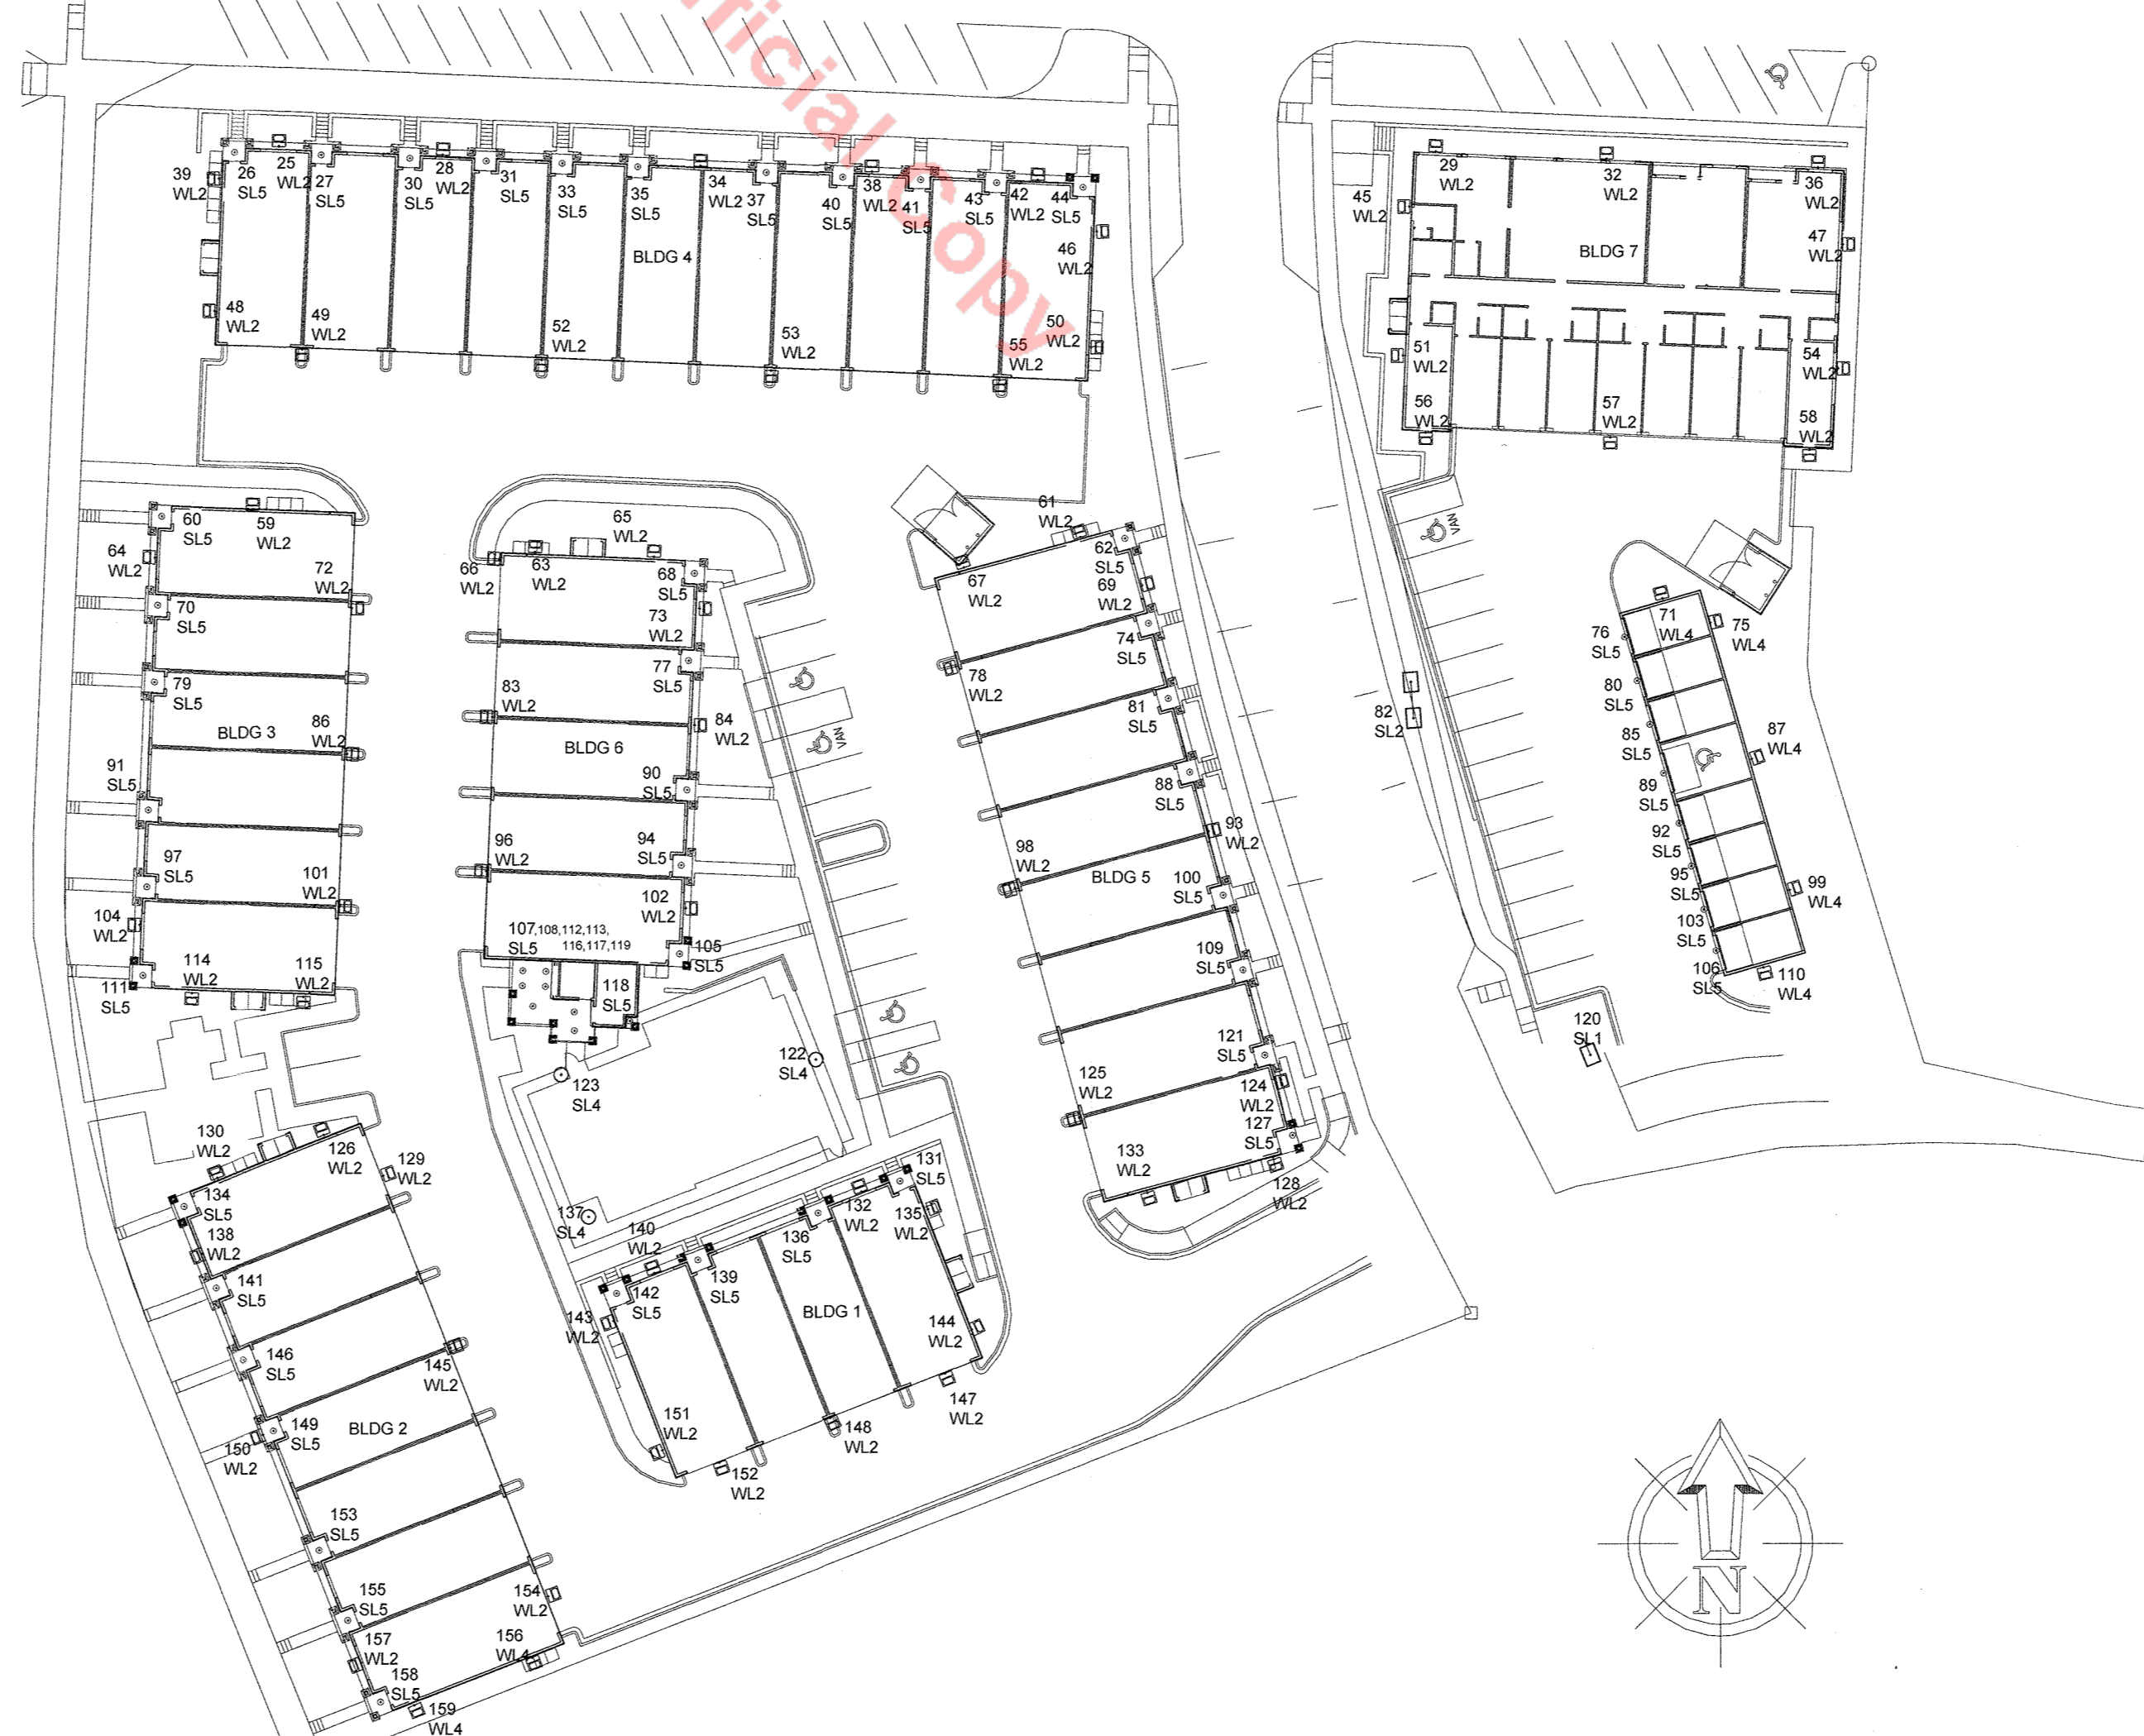 ficial Copy
39
WL2
26
SL5
25
WL2
27
SL5
30
SL5
28
WL2
31
SL5
33
SL5
35
SL5
34
WL2
37
SL5
40
SL5
38
WL2
41
SL5
43
SL5
42
WL2
44
SL5
46
WL2
BLDG 4
48
WL2
49
WL2
52
WL2
53
WL2
55
WL2
50
WL2
45
WL2
29
WL2
32
WL2
36
WL2
47
WL2
BLDG 7
51
WL2
54
WL2
56
WL2
57
WL2
58
WL2
60
SL5
59
WL2
64
WL2
72
WL2
70
SL5
79
SL5
BLDG 3
86
WL2
91
SL5
97
SL5
101
WL2
104
WL2
114
WL2
115
WL2
111
SL5
65
WL2
66
WL2
63
WL2
68
SL5
73
WL2
77
SL5
83
WL2
84
WL2
BLDG 6
90
SL5
96
WL2
94
SL5
102
WL2
107,108,112,113,
SL5
116,117,119
105
SL5
118
SL5
VAN
122
SL4
123
SL4
137
SL4
61
WL2
62
SL5
67
WL2
69
WL2
74
SL5
78
WL2
81
SL5
88
SL5
93
WL2
98
WL2
BLDG 5
100
SL5
109
SL5
121
SL5
125
WL2
124
WL2
127
SL5
133
WL2
128
WL2
VAN
82
SL2
71
WL4
75
WL4
76
SL5
80
SL5
85
SL5
87
WL4
89
SL5
92
SL5
95
SL5
99
WL4
103
SL5
106
SL5
110
WL4
120
SL1
130
WL2
126
WL2
129
WL2
134
SL5
138
WL2
141
SL5
146
SL5
145
WL2
149
SL5
BLDG 2
150
WL2
153
SL5
155
SL5
154
WL2
157
WL2
156
WL4
158
SL5
159
WL4
131
SL5
132
WL2
135
WL2
136
SL5
140
WL2
139
SL5
142
SL5
143
WL2
BLDG 1
144
WL2
147
WL2
151
WL2
148
WL2
152
WL2
N